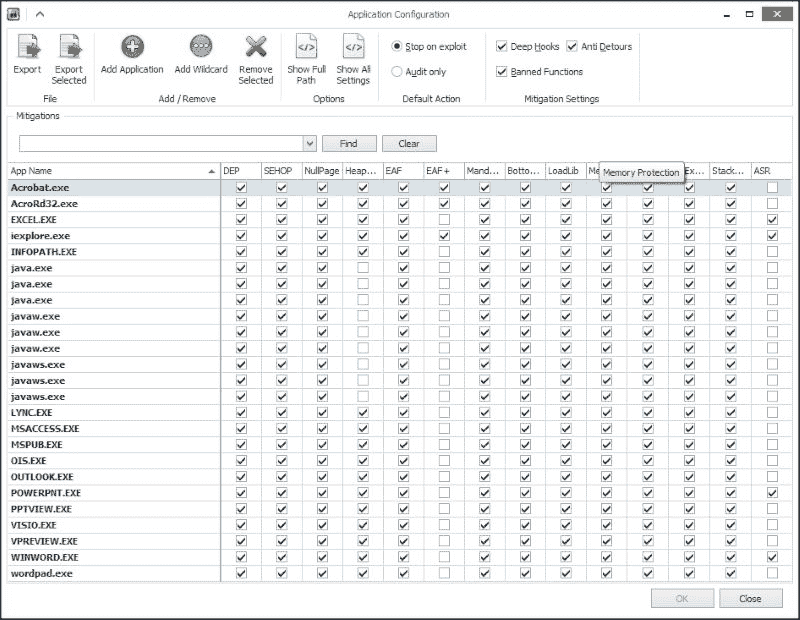 Application Configuration
Export
Export Selected
Add Application
Add Wildcard
Remove Selected
Show Full Path
Show All Settings
Stop on exploit
Audit only
Deep Hooks
Anti Detours
Banned Functions
File
Add / Remove
Options
Default Action
Mitigation Settings
Mitigations
Find
Clear
App Name DEP SEHOP NullPage Heap... EAF EAF+ Mand... Botto... LoadLib Me Memory Protection Ex... Stack... ASR
Acrobat.exe
AcroRd32.exe
EXCEL.EXE
iexplore.exe
INFOPATH.EXE
java.exe
java.exe
java.exe
javaw.exe
javaw.exe
javaw.exe
javaws.exe
javaws.exe
javaws.exe
LYNC.EXE
MSACCESS.EXE
MSPUB.EXE
OIS.EXE
OUTLOOK.EXE
POWERPNT.EXE
PPTVIEW.EXE
VISIO.EXE
VPREVIEW.EXE
WINWORD.EXE
wordpad.exe
OK
Close